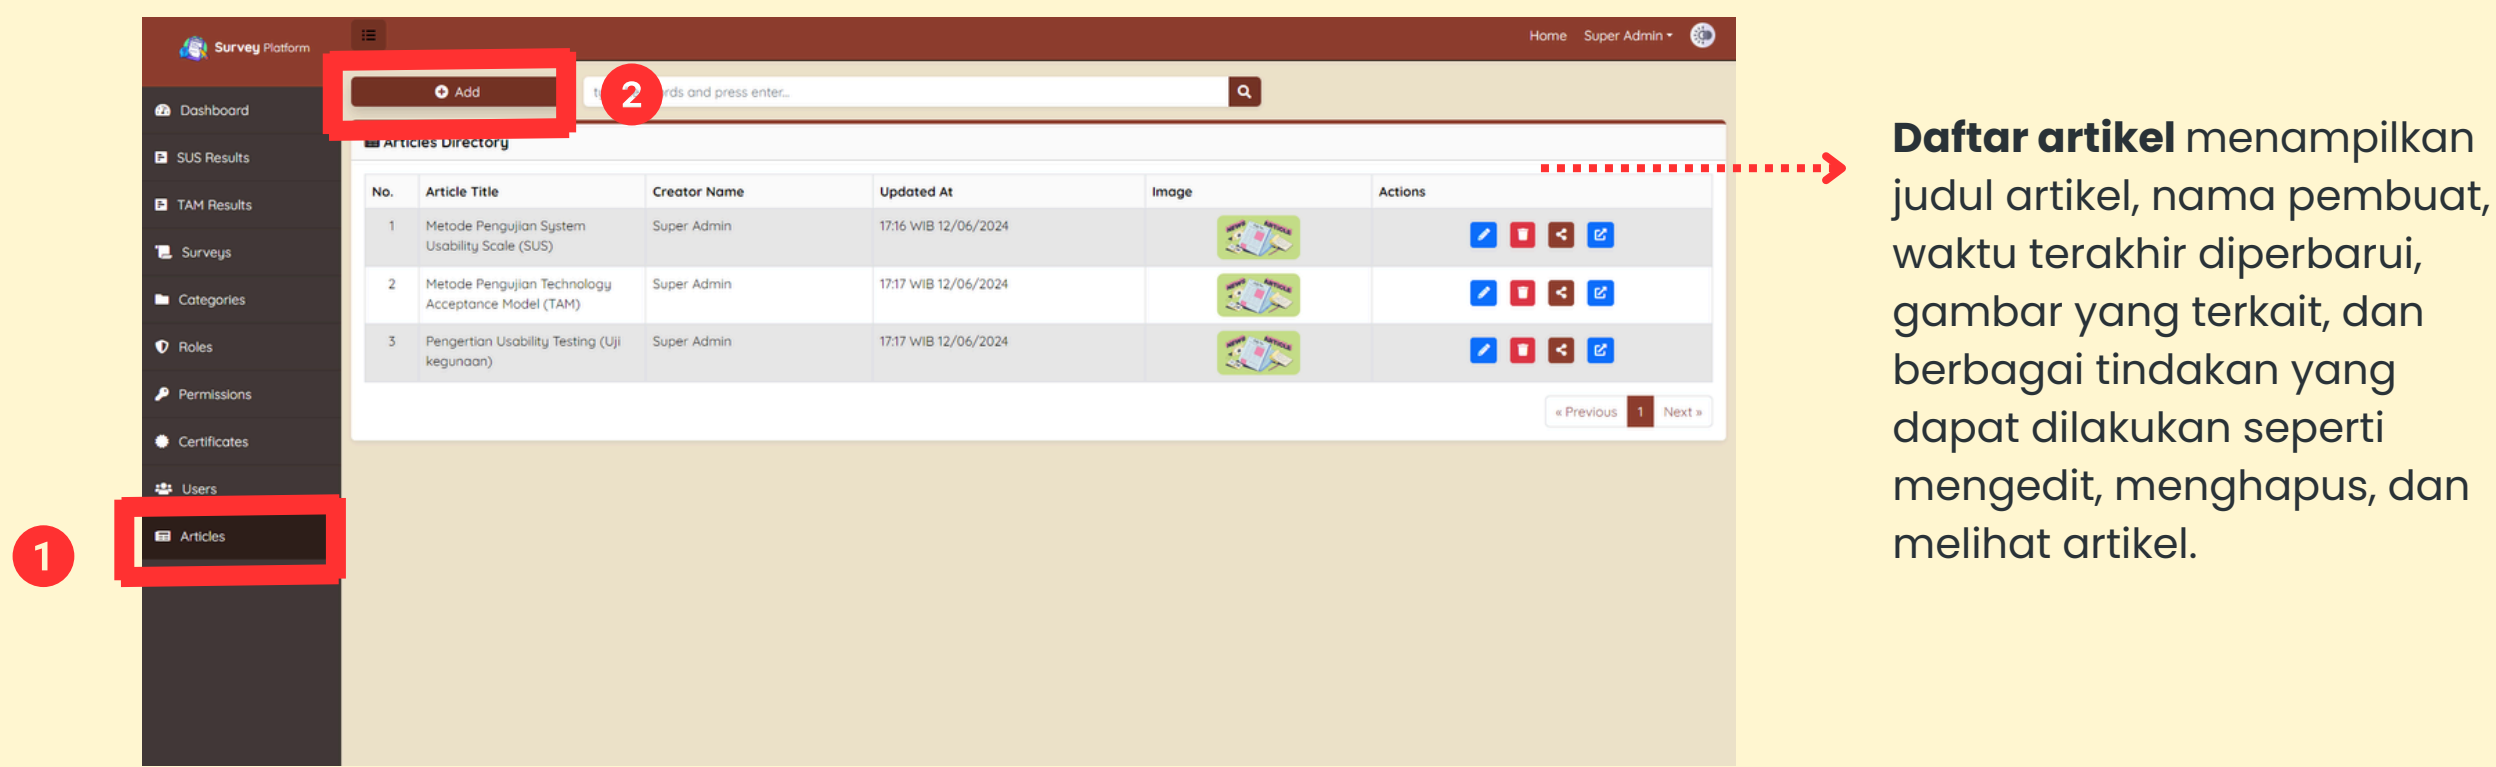 Survey Platform
Home Super Admin
Add
2
rds and press enter...
Dashboard
SUS Results
TAM Results
Surveys
Categories
Roles
Permissions
Certificates
Users
Articles
1
Articles Directory
No. Article Title Creator Name Updated At Image Actions
1 Metode Pengujian System Super Admin 17:16 WIB 12/06/2024
Usability Scale (SUS)
2 Metode Pengujian Technology Super Admin 17:17 WIB 12/06/2024
Acceptance Model (TAM)
3 Pengertian Usability Testing (Uji Super Admin 17:17 WIB 12/06/2024
kegunaan)
« Previous 1 Next »
Daftar artikel menampilkan
judul artikel, nama pembuat,
waktu terakhir diperbarui,
gambar yang terkait, dan
berbagai tindakan yang
dapat dilakukan seperti
mengedit, menghapus, dan
melihat artikel.